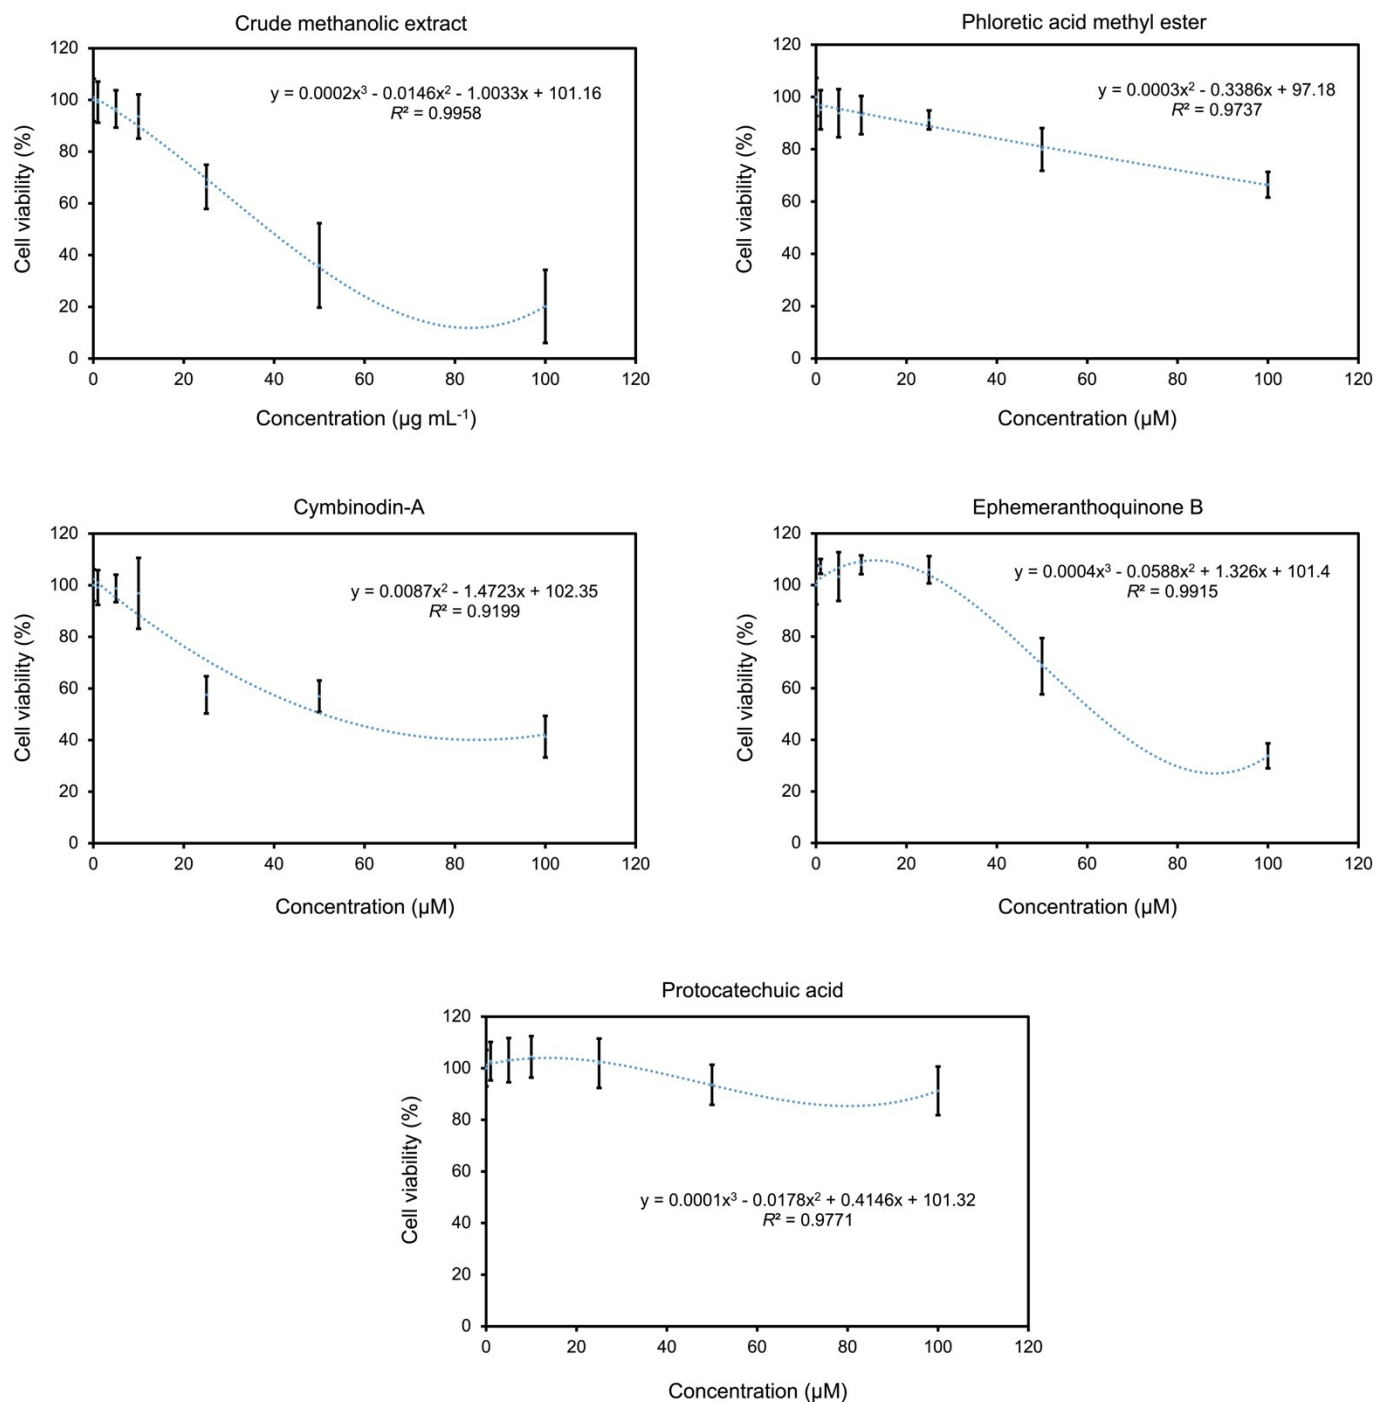 Crude methanolic extract
120
100
80
60
40
20
0
Cell viability (%)
y = 0.0002x³ - 0.0146x² - 1.0033x + 101.16
R² = 0.9958
0 20 40 60 80 100 120
Concentration (µg mL⁻¹)
Phloretic acid methyl ester
120
100
80
60
40
20
0
Cell viability (%)
y = 0.0003x² - 0.3386x + 97.18
R² = 0.9737
0 20 40 60 80 100 120
Concentration (µM)
Cymbinodin-A
120
100
80
60
40
20
0
Cell viability (%)
y = 0.0087x² - 1.4723x + 102.35
R² = 0.9199
0 20 40 60 80 100 120
Concentration (µM)
Ephemeranthoquinone B
120
100
80
60
40
20
0
Cell viability (%)
y = 0.0004x³ - 0.0588x² + 1.326x + 101.4
R² = 0.9915
0 20 40 60 80 100 120
Concentration (µM)
Protocatechuic acid
120
100
80
60
40
20
0
Cell viability (%)
y = 0.0001x³ - 0.0178x² + 0.4146x + 101.32
R² = 0.9771
0 20 40 60 80 100 120
Concentration (µM)